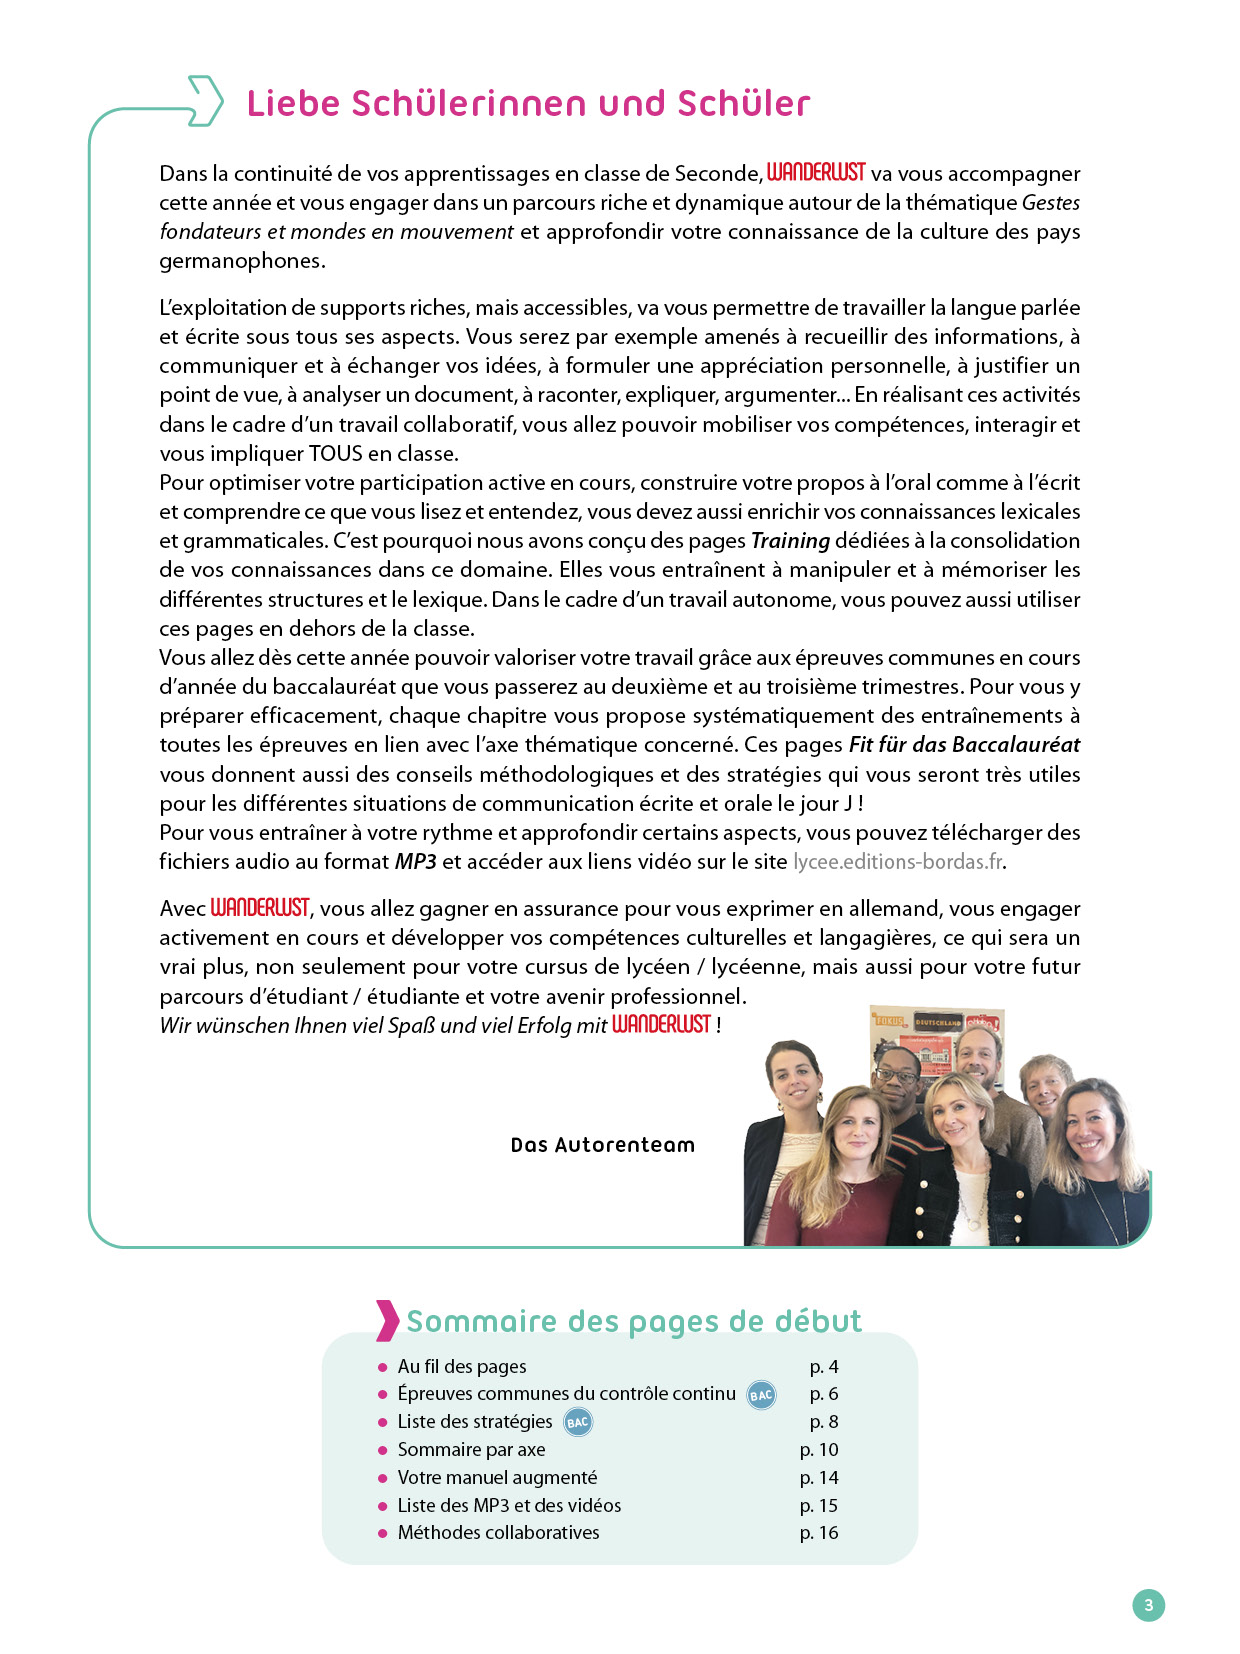 Liebe Schülerinnen und Schüler
Dans la continuité de vos apprentissages en classe de Seconde, WANDERLUST va vous accompagner
cette année et vous engager dans un parcours riche et dynamique autour de la thématique Gestes
fondateurs et mondes en mouvement et approfondir votre connaissance de la culture des pays
germanophones.
L’exploitation de supports riches, mais accessibles, va vous permettre de travailler la langue parlée
et écrite sous tous ses aspects. Vous serez par exemple amenés à recueillir des informations, à
communiquer et à échanger vos idées, à formuler une appréciation personnelle, à justifier un
point de vue, à analyser un document, à raconter, expliquer, argumenter... En réalisant ces activités
dans le cadre d’un travail collaboratif, vous allez pouvoir mobiliser vos compétences, interagir et
vous impliquer TOUS en classe.
Pour optimiser votre participation active en cours, construire votre propos à l’oral comme à l’écrit
et comprendre ce que vous lisez et entendez, vous devez aussi enrichir vos connaissances lexicales
et grammaticales. C’est pourquoi nous avons conçu des pages Training dédiées à la consolidation
de vos connaissances dans ce domaine. Elles vous entraînent à manipuler et à mémoriser les
différentes structures et le lexique. Dans le cadre d’un travail autonome, vous pouvez aussi utiliser
ces pages en dehors de la classe.
Vous allez dès cette année pouvoir valoriser votre travail grâce aux épreuves communes en cours
d’année du baccalauréat que vous passerez au deuxième et au troisième trimestres. Pour vous y
préparer efficacement, chaque chapitre vous propose systématiquement des entraînements à
toutes les épreuves en lien avec l’axe thématique concerné. Ces pages Fit für das Baccalauréat
vous donnent aussi des conseils méthodologiques et des stratégies qui vous seront très utiles
pour les différentes situations de communication écrite et orale le jour J !
Pour vous entraîner à votre rythme et approfondir certains aspects, vous pouvez télécharger des
fichiers audio au format MP3 et accéder aux liens vidéo sur le site lycee.editions-bordas.fr.
Avec WANDERLUST, vous allez gagner en assurance pour vous exprimer en allemand, vous engager
activement en cours et développer vos compétences culturelles et langagières, ce qui sera un
vrai plus, non seulement pour votre cursus de lycéen / lycéenne, mais aussi pour votre futur
parcours d’étudiant / étudiante et votre avenir professionnel.
Wir wünschen Ihnen viel Spaß und viel Erfolg mit WANDERLUST !
FOKUS
DEUTSCHLAND
Das Autorenteam
Sommaire des pages de début
Au fil des pages p. 4
Épreuves communes du contrôle continu BAC p. 6
Liste des stratégies BAC p. 8
Sommaire par axe p. 10
Votre manuel augmenté p. 14
Liste des MP3 et des vidéos p. 15
Méthodes collaboratives p. 16
3